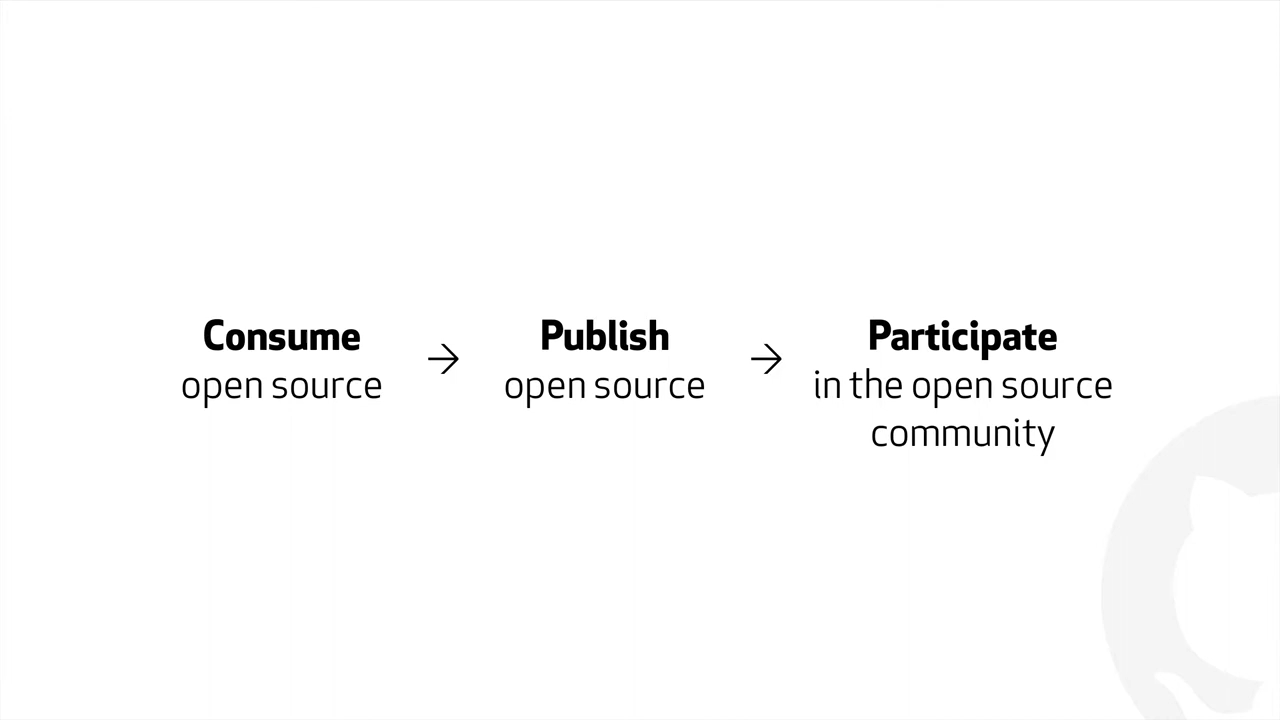 Consume
open source
→
Publish
open source
→
Participate
in the open source
community